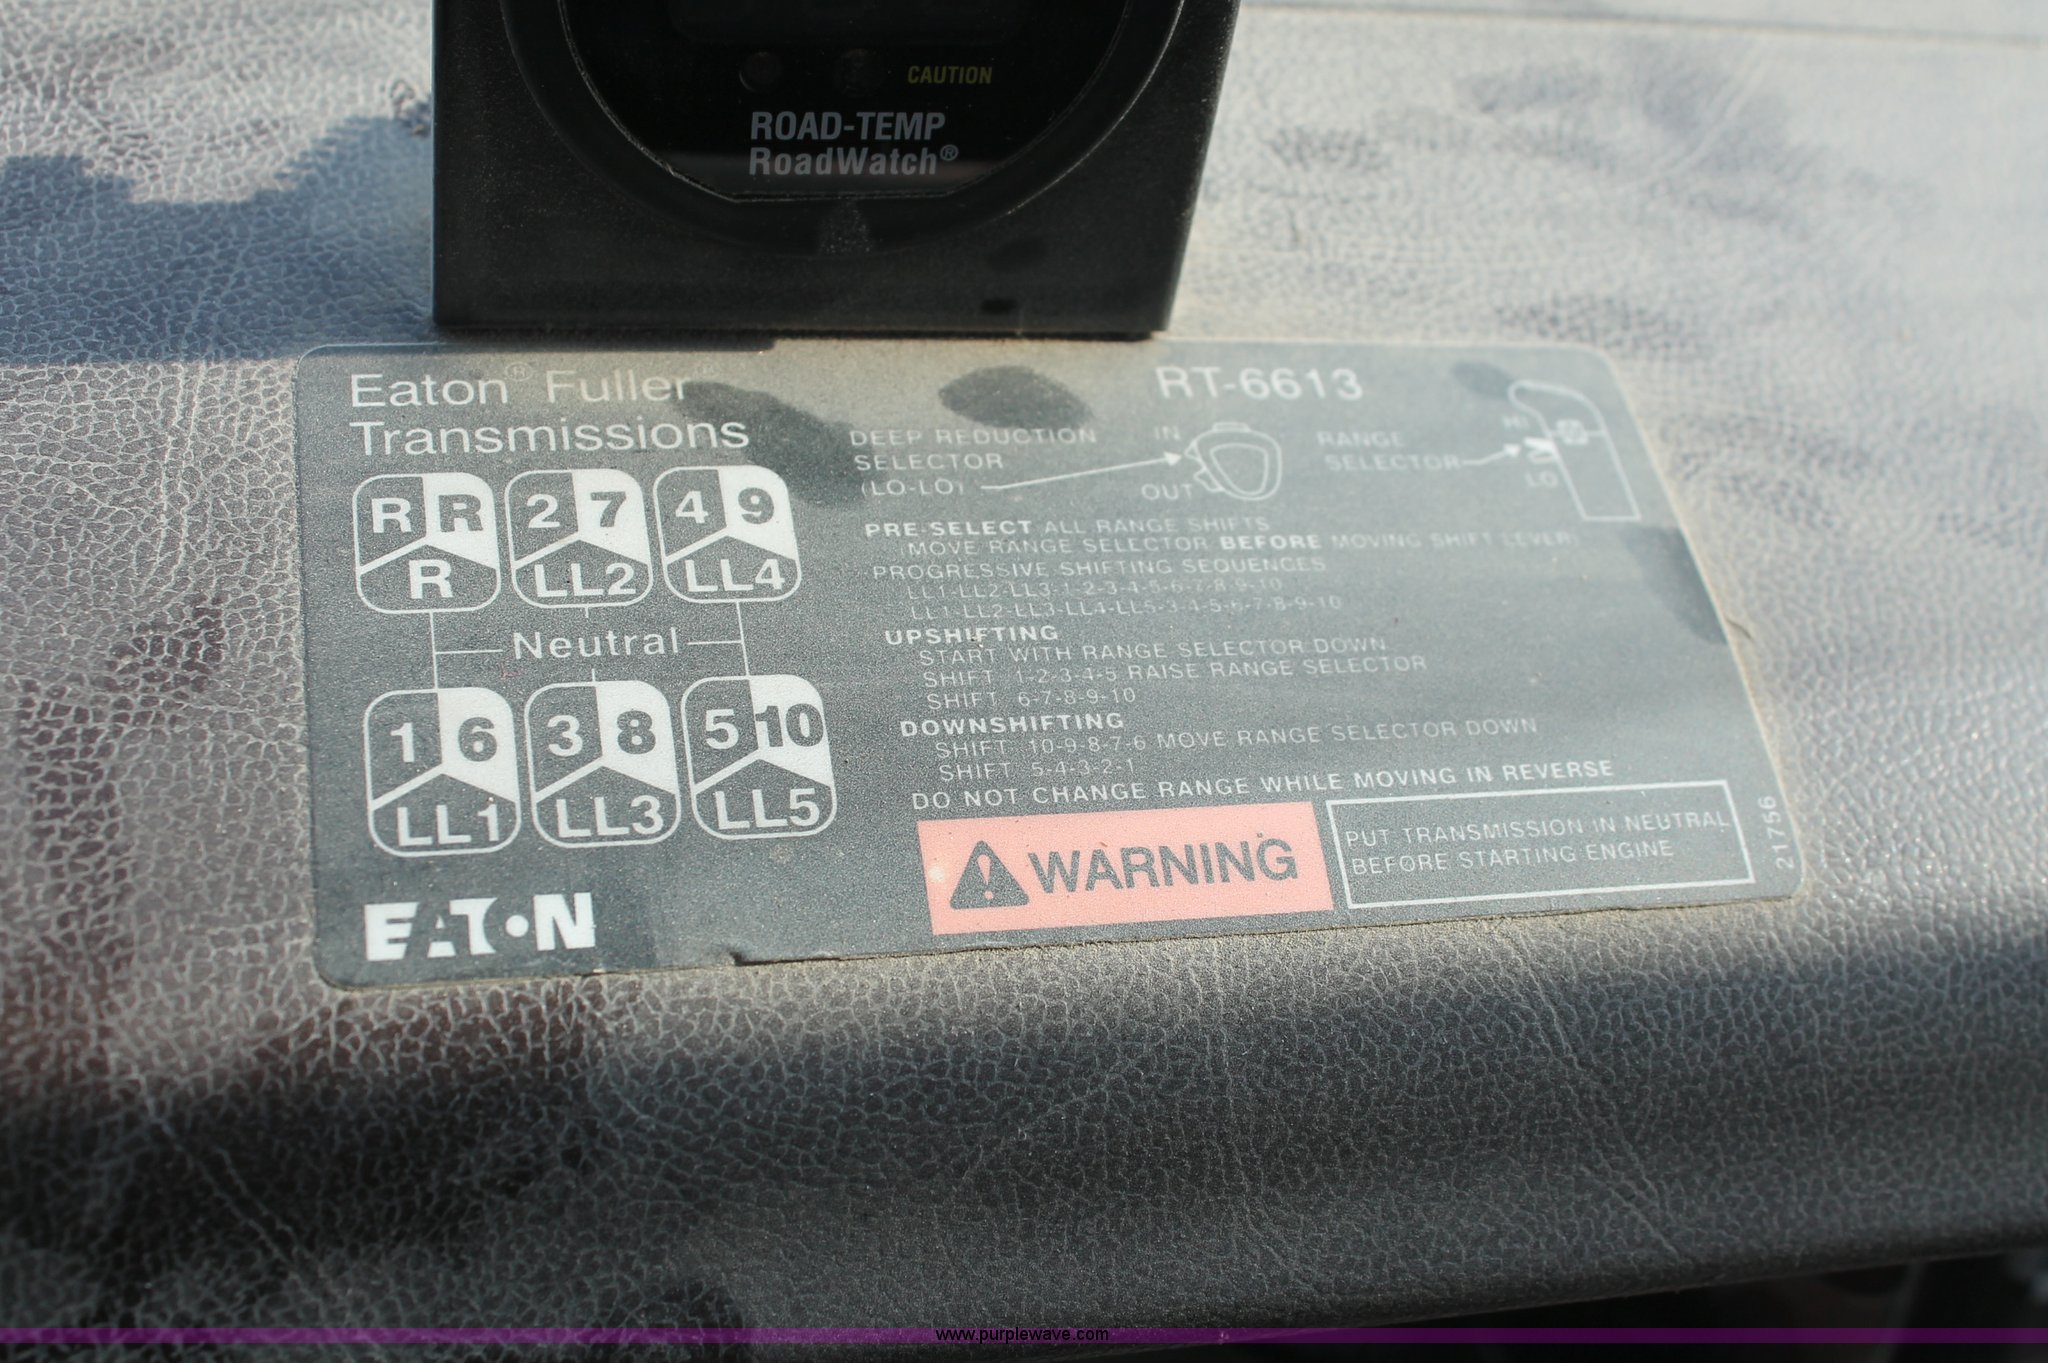 CAUTION
ROAD-TEMP
RoadWatch®
Eaton® Fuller®
Transmissions
RT-6613
DEEP REDUCTION
SELECTOR
(LO-LO)
IN
OUT
RANGE
SELECTOR
HI
LO
R R 2 7 4 9
R LL2 LL4
Neutral
1 6 3 8 5 10
LL1 LL3 LL5
PRE-SELECT ALL RANGE SHIFTS
(MOVE RANGE SELECTOR BEFORE MOVING SHIFT LEVER)
PROGRESSIVE SHIFTING SEQUENCES
LL1-LL2-LL3-1-2-3-4-5-6-7-8-9-10
LL1-LL2-LL3-LL4-LL5-3-4-5-6-7-8-9-10
UPSHIFTING
START WITH RANGE SELECTOR DOWN
SHIFT 1-2-3-4-5 RAISE RANGE SELECTOR
SHIFT 6-7-8-9-10
DOWNSHIFTING
SHIFT 10-9-8-7-6 MOVE RANGE SELECTOR DOWN
SHIFT 5-4-3-2-1
DO NOT CHANGE RANGE WHILE MOVING IN REVERSE
WARNING
PUT TRANSMISSION IN NEUTRAL
BEFORE STARTING ENGINE
21756
EATON
www.purplewave.com